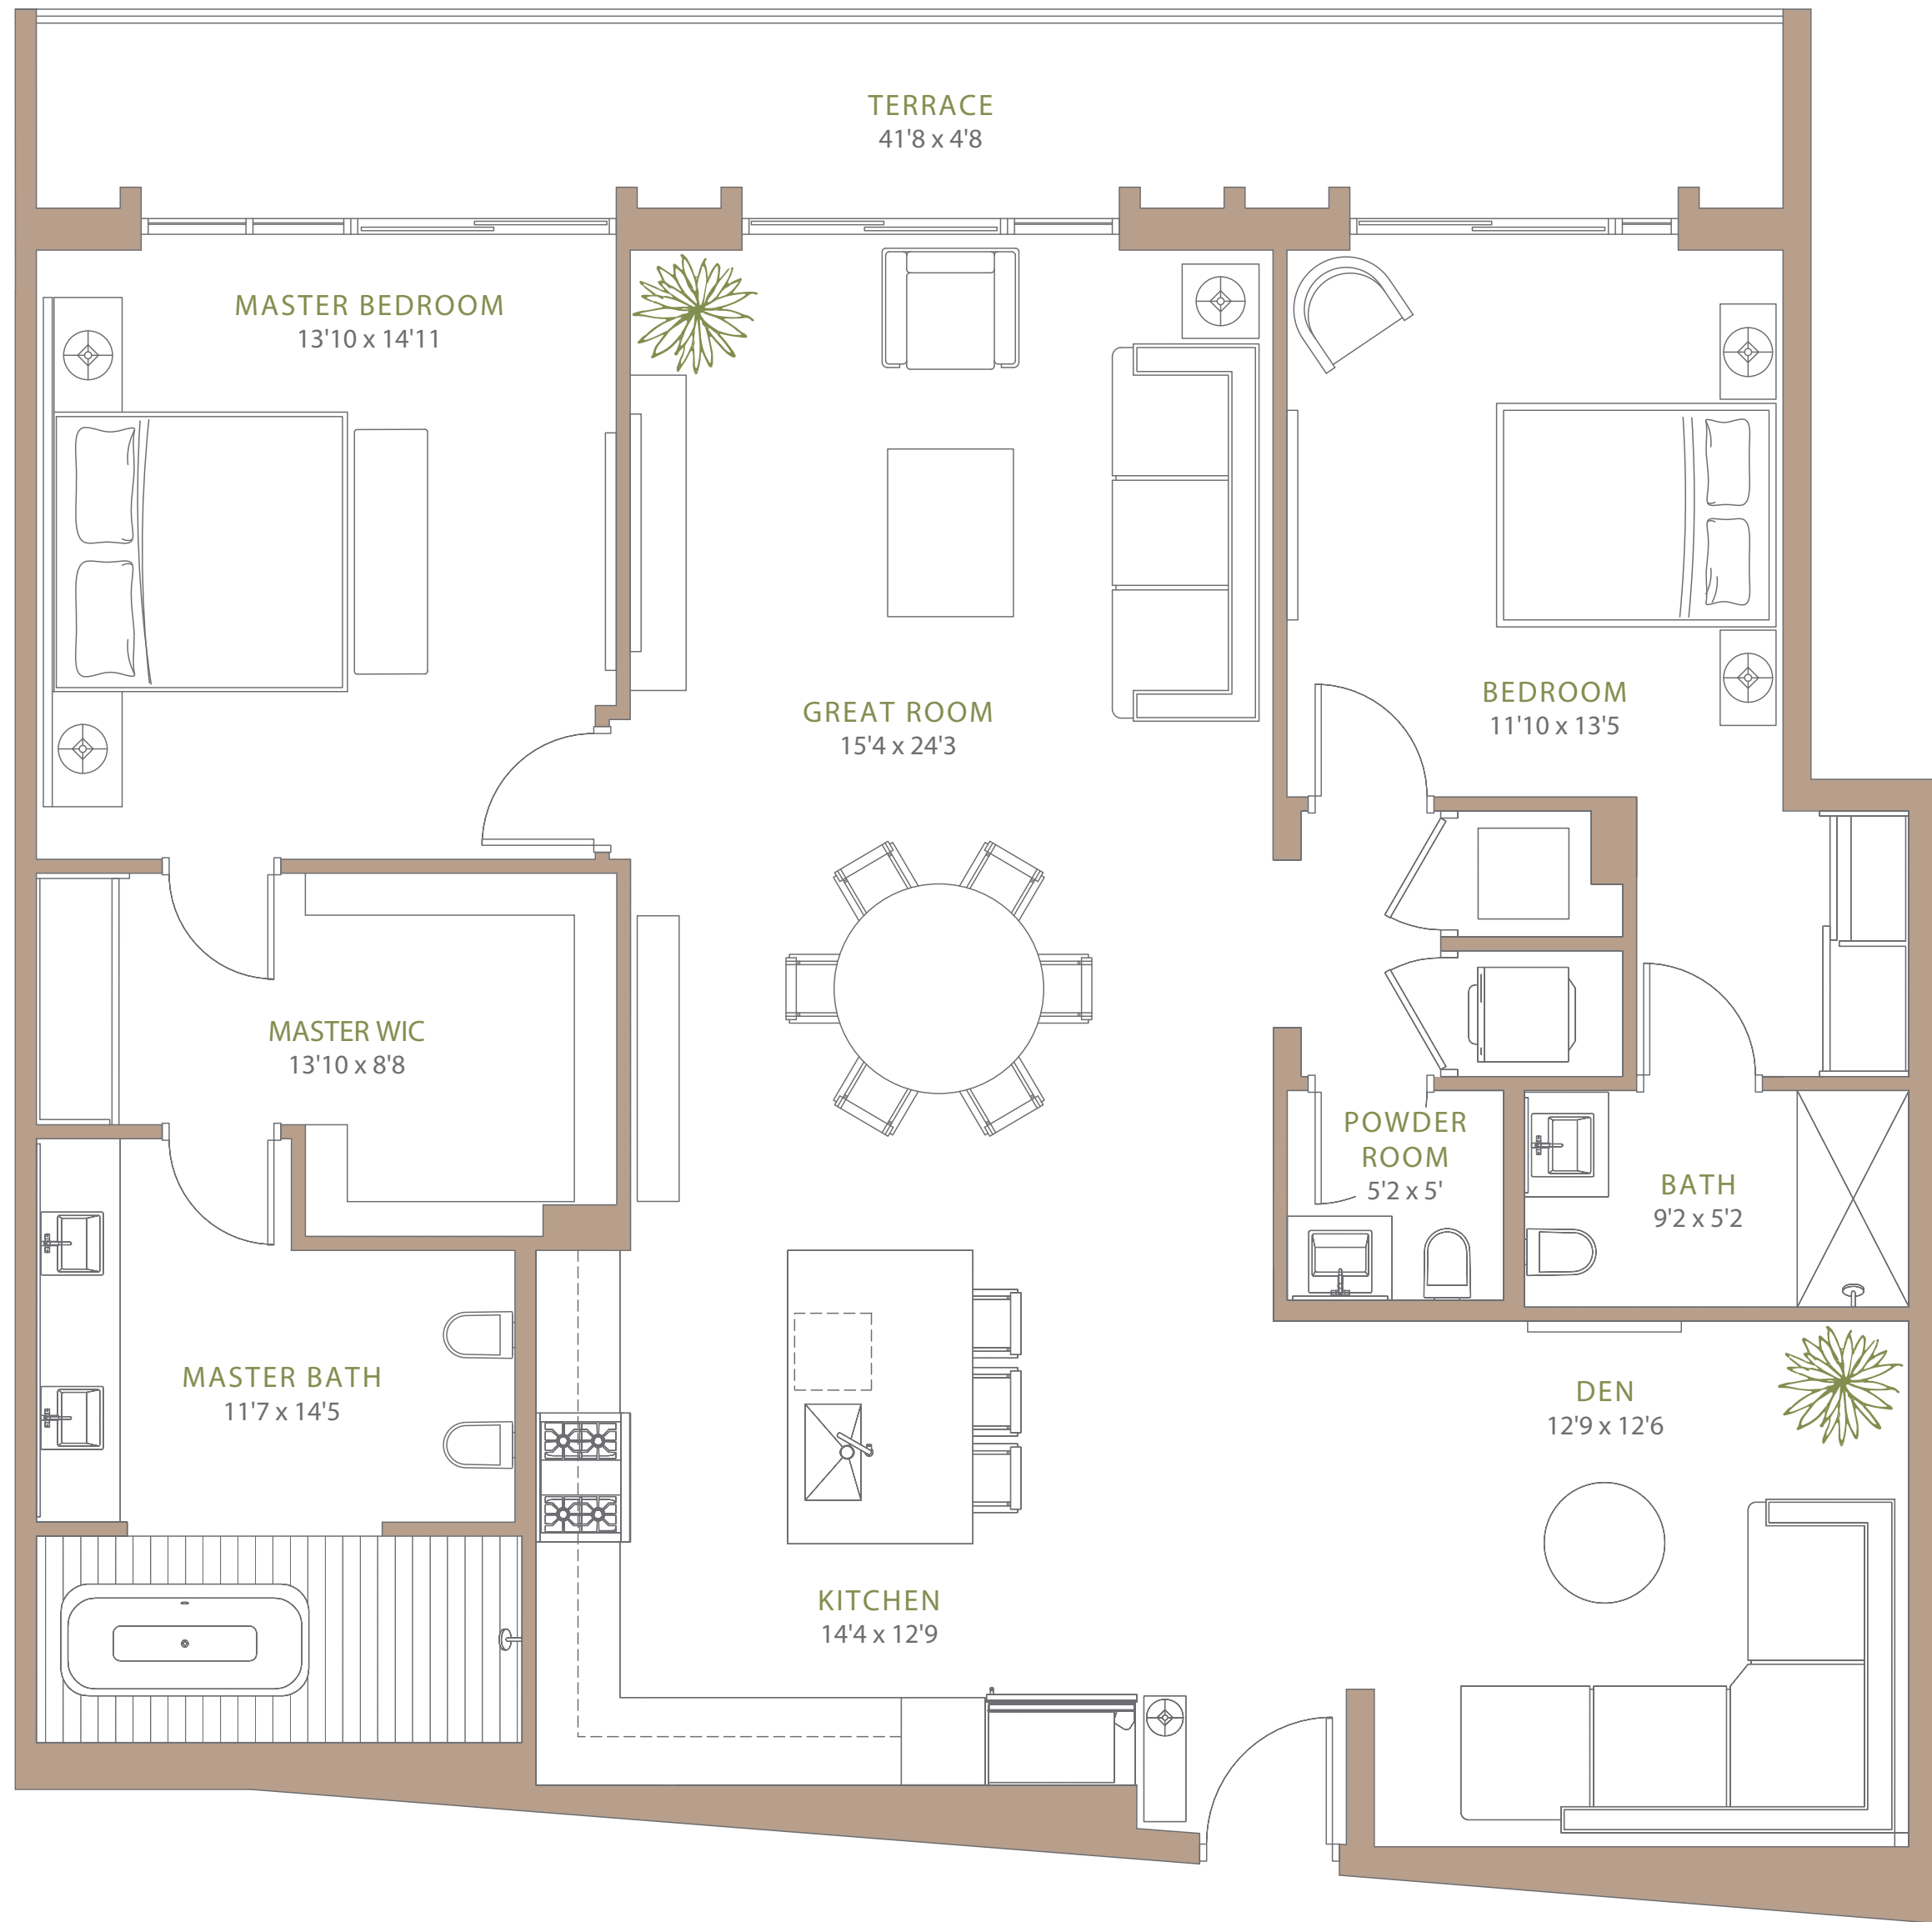 TERRACE
41'8 x 4'8
MASTER BEDROOM
13'10 x 14'11
GREAT ROOM
15'4 x 24'3
BEDROOM
11'10 x 13'5
MASTER WIC
13'10 x 8'8
POWDER
ROOM
5'2 x 5'
BATH
9'2 x 5'2
MASTER BATH
11'7 x 14'5
DEN
12'9 x 12'6
KITCHEN
14'4 x 12'9